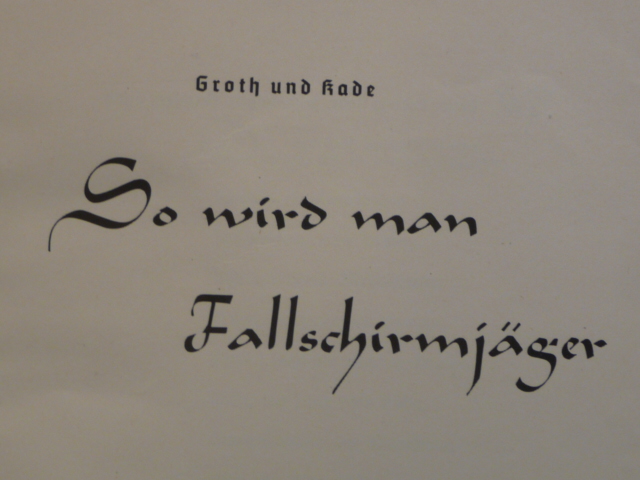 Groth und Kade
So wird man
Fallschirmjäger